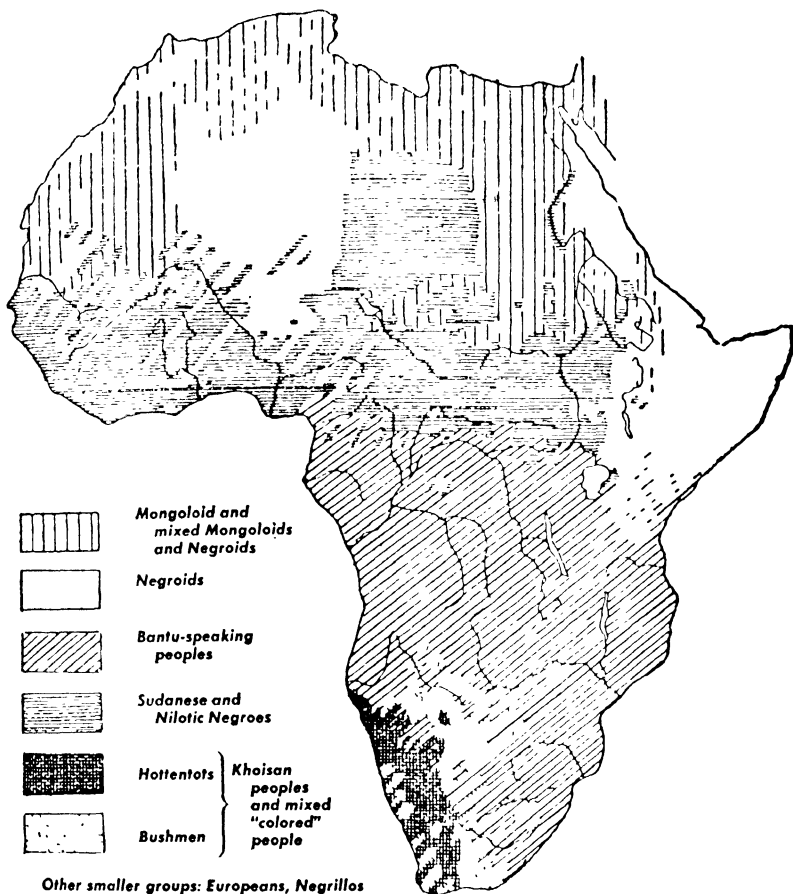 Mongoloid and
mixed Mongoloids
and Negroids
Negroids
Bantu-speaking
peoples
Sudanese and
Nilotic Negroes
Hottentots
Bushmen
Khoisan
peoples
and mixed
"colored"
people
Other smaller groups: Europeans, Negrillos